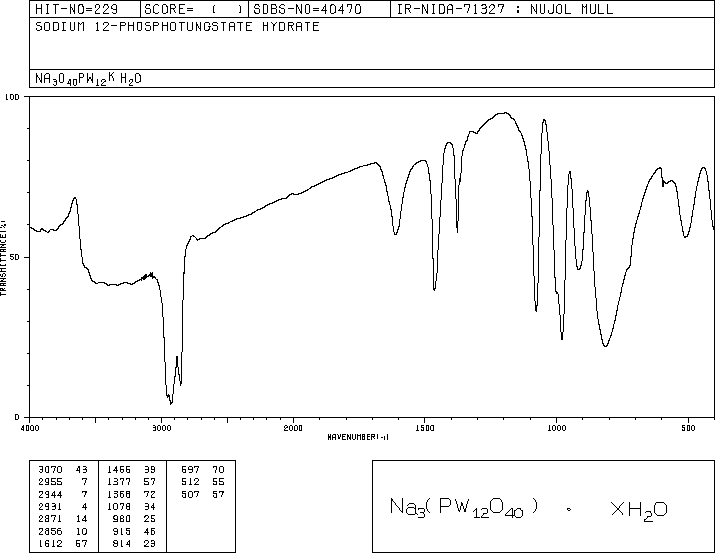 HIT-NO=229 SCORE= ( ) SDBS-NO=40470 IR-NIDA-71327 : NUJOL MULL
SODIUM 12-PHOSPHOTUNGSTATE HYDRATE
NA3O40PW12K H2O
100
50
0
TRANSMITTANCE(%)
4000 3000 2000 1500 1000 500
WAVENUMBER(-1)
3070 43 1466 39 597 70
2955 7 1377 57 512 55
2944 7 1368 72 507 57
2931 4 1078 34
2871 14 980 25
2856 10 915 46
1612 57 814 23
Na3(PW12O40) · XH2O